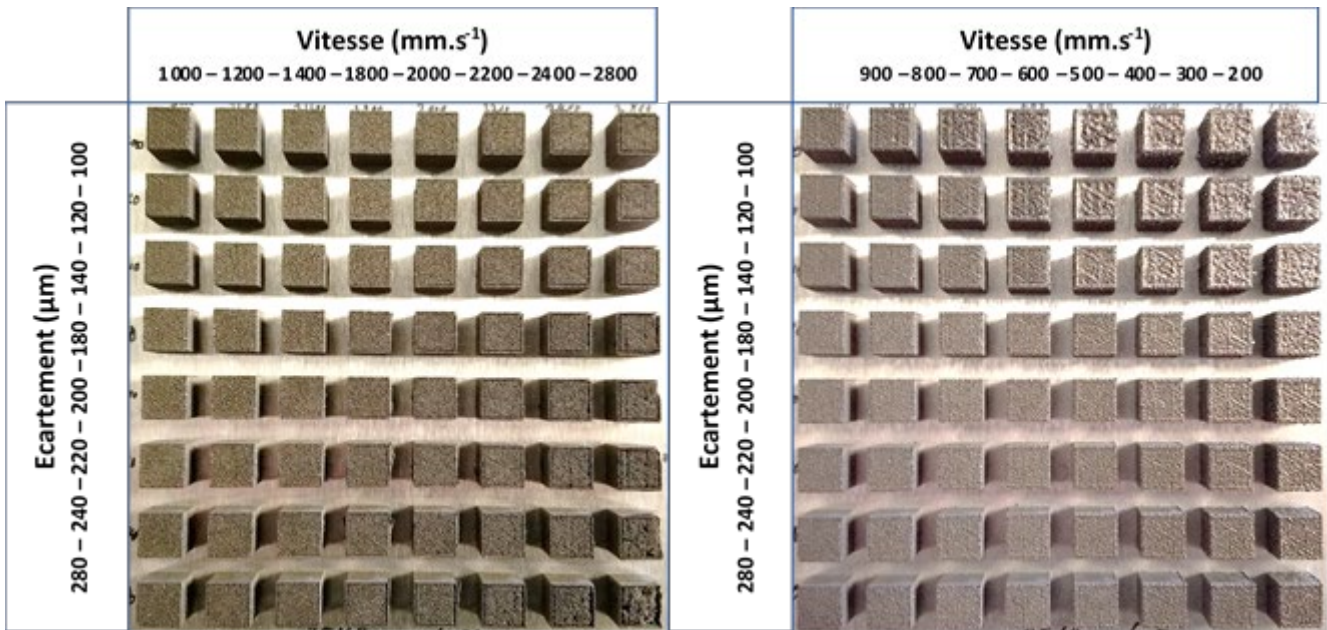 Vitesse (mm.s⁻¹)
1000 – 1200 – 1400 – 1800 – 2000 – 2200 – 2400 – 2800
Ecartement (µm)
280 – 240 – 220 – 200 – 180 – 140 – 120 – 100
Vitesse (mm.s⁻¹)
900 – 800 – 700 – 600 – 500 – 400 – 300 – 200
Ecartement (µm)
280 – 240 – 220 – 200 – 180 – 140 – 120 – 100